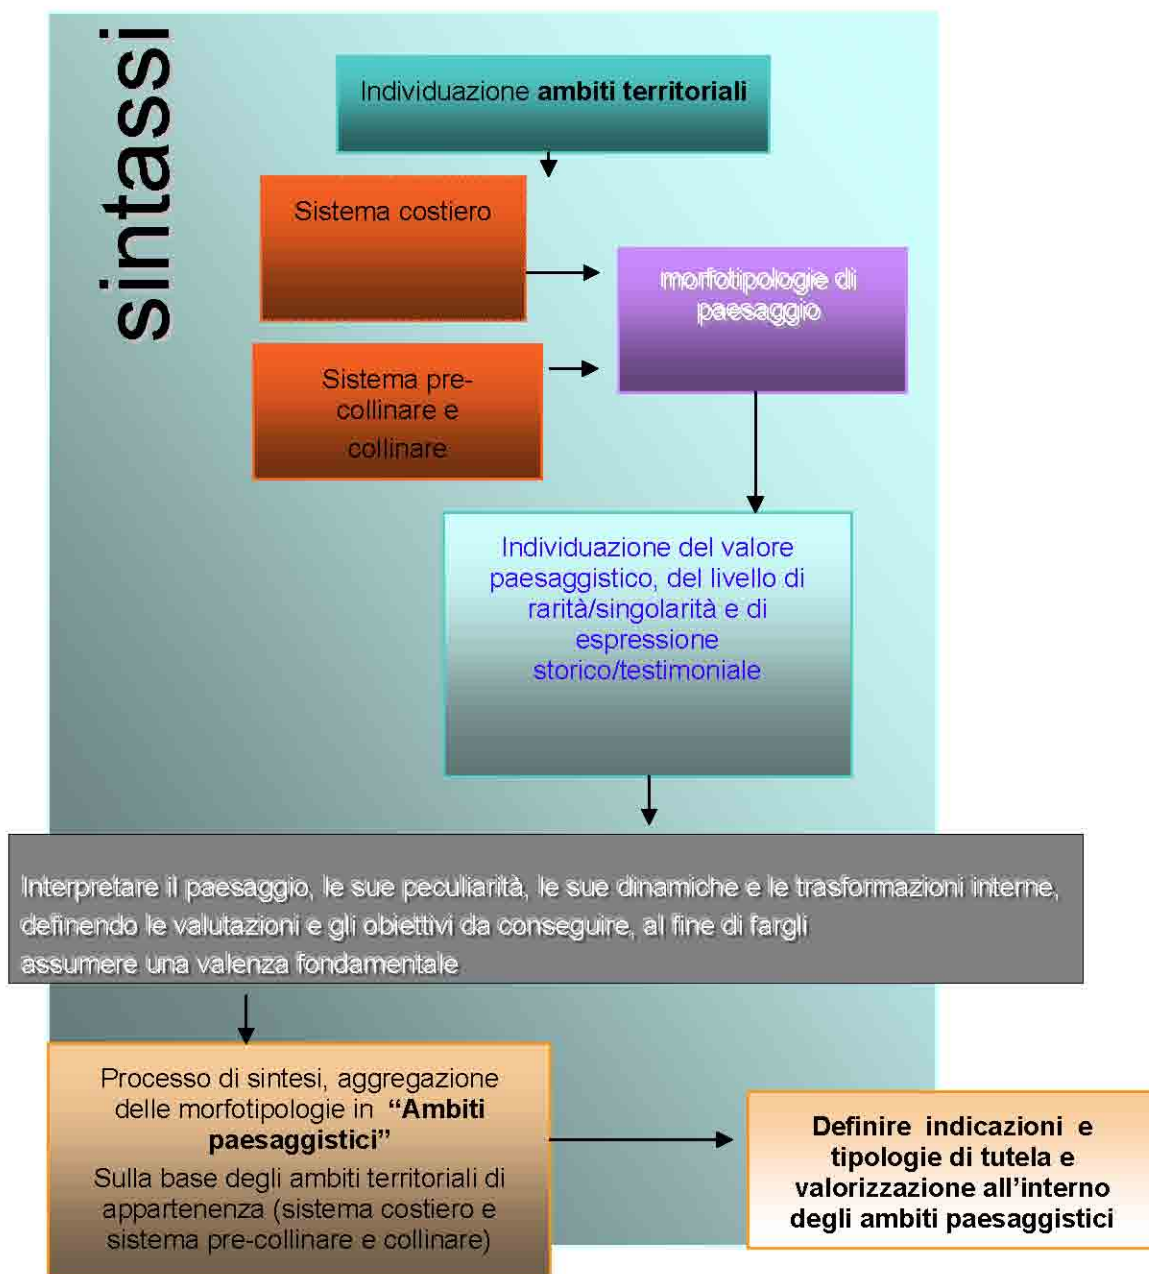 sintassi
Individuazione ambiti territoriali
Sistema costiero
morfotipologie di
paesaggio
Sistema pre-
collinare e
collinare
Individuazione del valore
paesaggistico, del livello di
rarità/singolarità e di
espressione
storico/testimoniale
Interpretare il paesaggio, le sue peculiarità, le sue dinamiche e le trasformazioni interne,
definendo le valutazioni e gli obiettivi da conseguire, al fine di fargli
assumere una valenza fondamentale
Processo di sintesi, aggregazione
delle morfotipologie in “Ambiti
paesaggistici”
Sulla base degli ambiti territoriali di
appartenenza (sistema costiero e
sistema pre-collinare e collinare)
Definire indicazioni e
tipologie di tutela e
valorizzazione all’interno
degli ambiti paesaggistici